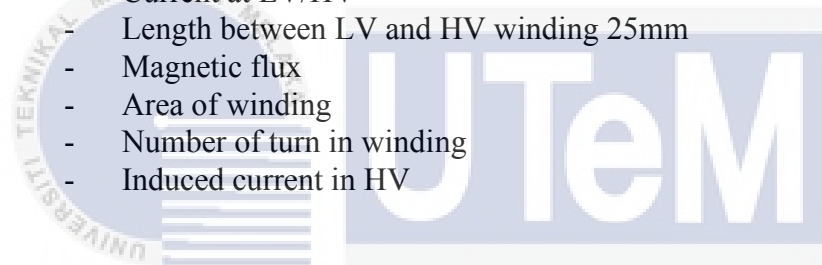 - Length between LV and HV winding 25mm
- Magnetic flux
- Area of winding
- Number of turn in winding
- Induced current in HV
UTeM